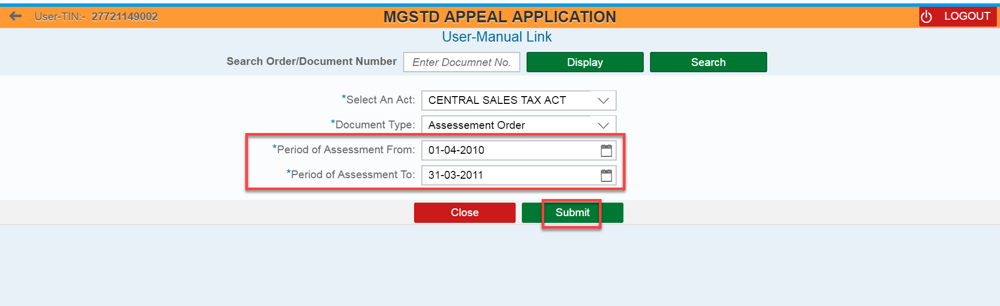 User-TIN:- 27721149002 MGSTD APPEAL APPLICATION LOGOUT
User-Manual Link
Search Order/Document Number Enter Documnet No. Display Search
*Select An Act: CENTRAL SALES TAX ACT
*Document Type: Assessement Order
*Period of Assessment From: 01-04-2010
*Period of Assessment To: 31-03-2011
Close Submit